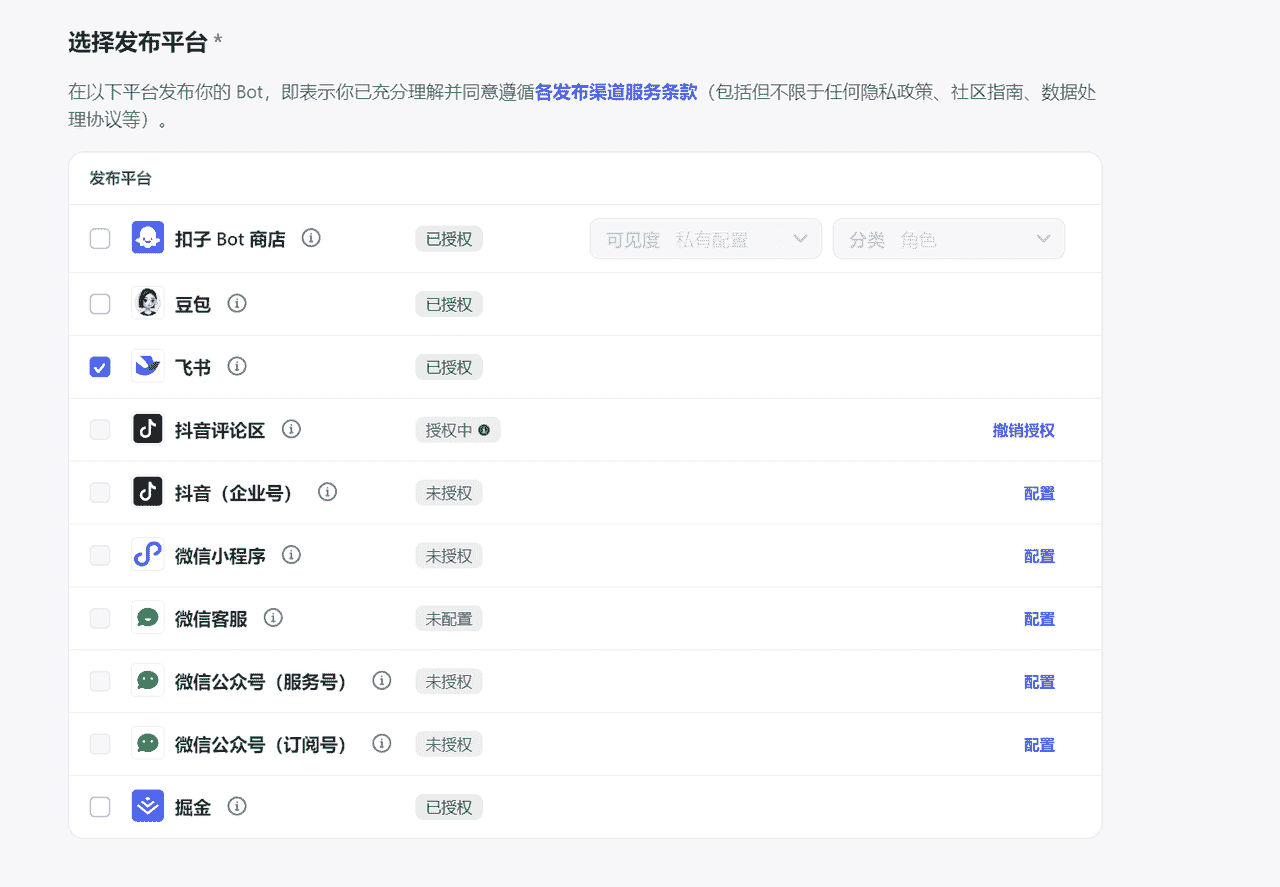 选择发布平台 *
在以下平台发布你的 Bot，即表示你已充分理解并同意遵循各发布渠道服务条款（包括但不限于任何隐私政策、社区指南、数据处
理协议等）。
发布平台
扣子 Bot 商店 已授权 可见度 私有配置 分类 角色
豆包 已授权
飞书 已授权
抖音评论区 授权中 撤销授权
抖音（企业号） 未授权 配置
微信小程序 未授权 配置
微信客服 未配置 配置
微信公众号（服务号） 未授权 配置
微信公众号（订阅号） 未授权 配置
掘金 已授权